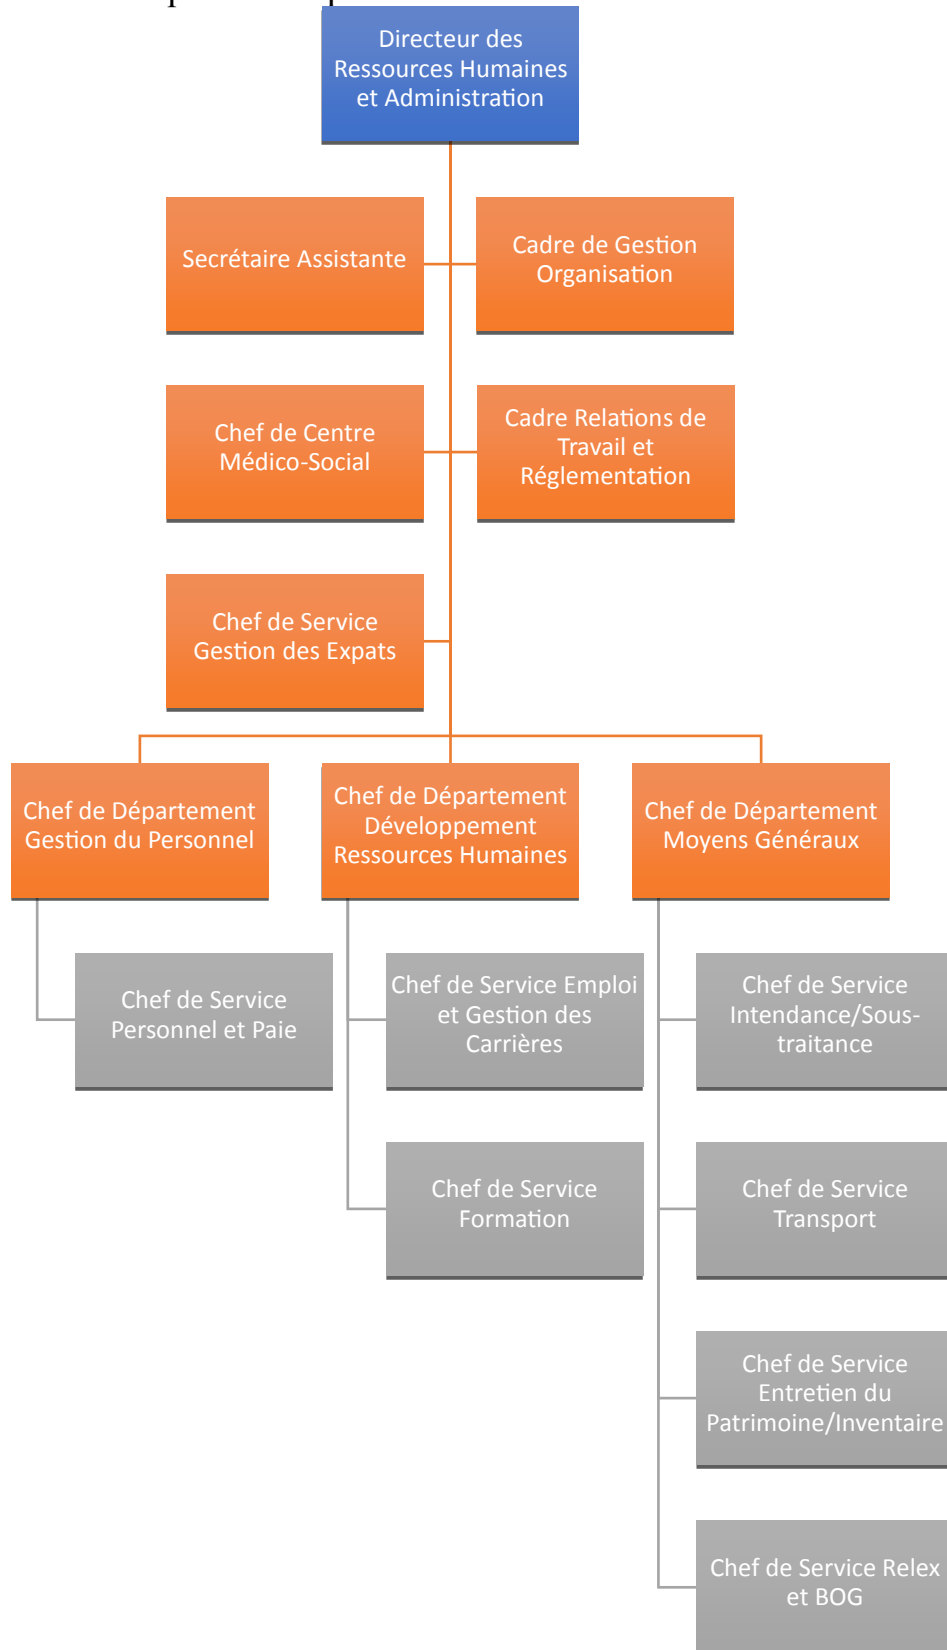 Directeur des
Ressources Humaines
et Administration
Secrétaire Assistante
Cadre de Gestion
Organisation
Chef de Centre
Médico-Social
Cadre Relations de
Travail et
Réglementation
Chef de Service
Gestion des Expats
Chef de Département
Gestion du Personnel
Chef de Département
Développement
Ressources Humaines
Chef de Département
Moyens Généraux
Chef de Service
Personnel et Paie
Chef de Service Emploi
et Gestion des
Carrières
Chef de Service
Intendance/Sous-
traitance
Chef de Service
Formation
Chef de Service
Transport
Chef de Service
Entretien du
Patrimoine/Inventaire
Chef de Service Relex
et BOG